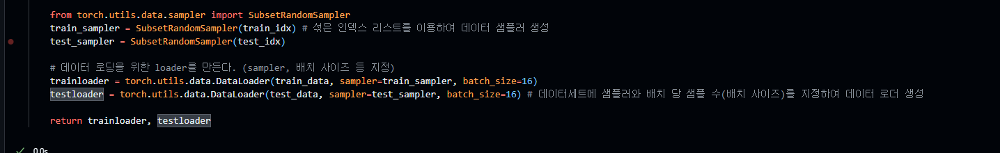 from torch.utils.data.sampler import SubsetRandomSampler
train_sampler = SubsetRandomSampler(train_idx) # 섞은 인덱스 리스트를 이용하여 데이터 샘플러 생성
test_sampler = SubsetRandomSampler(test_idx)
# 데이터 로딩을 위한 loader를 만든다. (sampler, 배치 사이즈 등 지정)
trainloader = torch.utils.data.DataLoader(train_data, sampler=train_sampler, batch_size=16)
testloader = torch.utils.data.DataLoader(test_data, sampler=test_sampler, batch_size=16) # 데이터세트에 샘플러와 배치 당 샘플 수(배치 사이즈)를 지정하여 데이터 로더 생성
return trainloader, testloader
0.0s